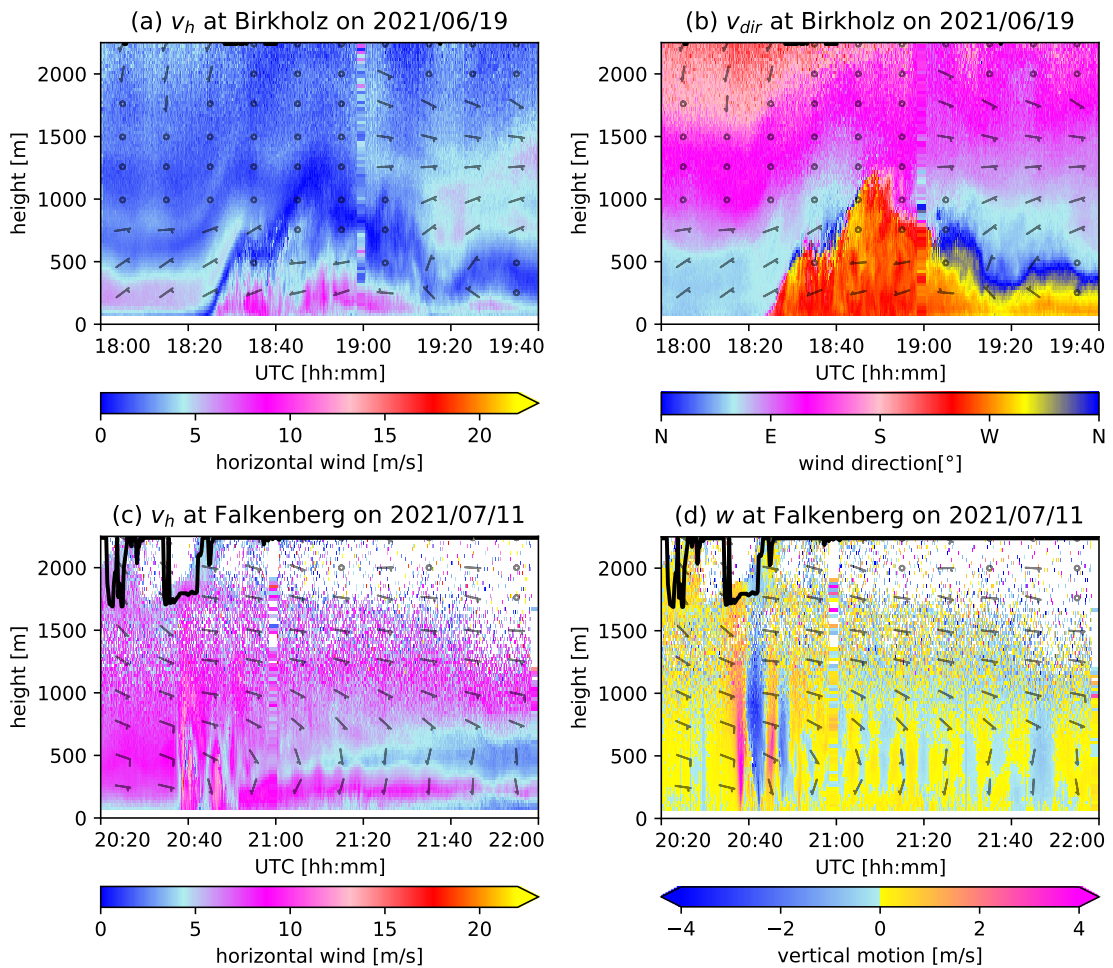 (a) v_h at Birkholz on 2021/06/19
height [m]
2000
1500
1000
500
0
18:00 18:20 18:40 19:00 19:20 19:40
UTC [hh:mm]
0 5 10 15 20
horizontal wind [m/s]
(b) v_dir at Birkholz on 2021/06/19
height [m]
2000
1500
1000
500
0
18:00 18:20 18:40 19:00 19:20 19:40
UTC [hh:mm]
N E S W N
wind direction[°]
(c) v_h at Falkenberg on 2021/07/11
height [m]
2000
1500
1000
500
0
20:20 20:40 21:00 21:20 21:40 22:00
UTC [hh:mm]
0 5 10 15 20
horizontal wind [m/s]
(d) w at Falkenberg on 2021/07/11
height [m]
2000
1500
1000
500
0
20:20 20:40 21:00 21:20 21:40 22:00
UTC [hh:mm]
−4 −2 0 2 4
vertical motion [m/s]